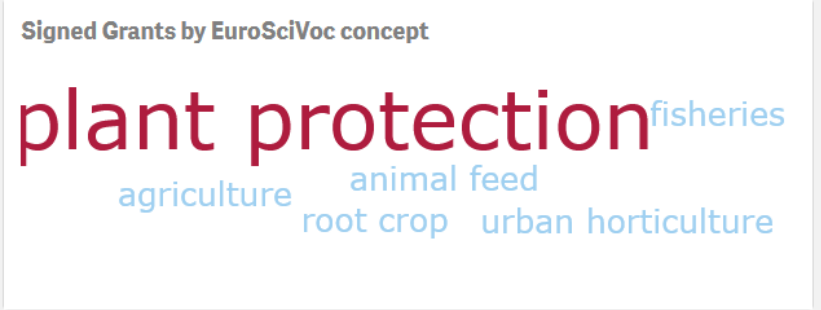 Signed Grants by EuroSciVoc concept
plant protection
fisheries
animal feed
agriculture
root crop
urban horticulture